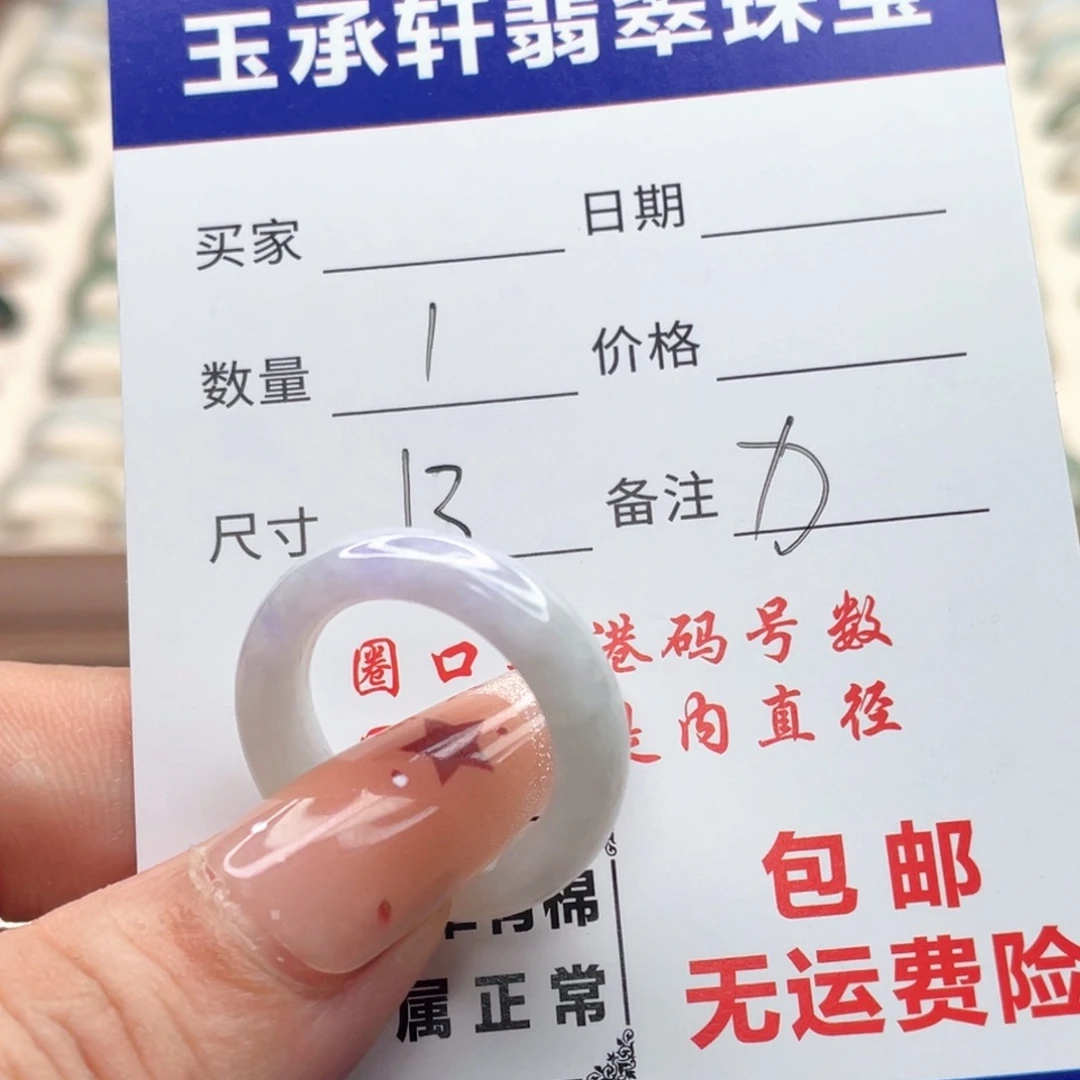 玉承轩翡翠珠宝
买家 日期
数量 1 价格
尺寸 13 备注
圈口 港码号数
内直径
棉
属正常
包邮
无运费险